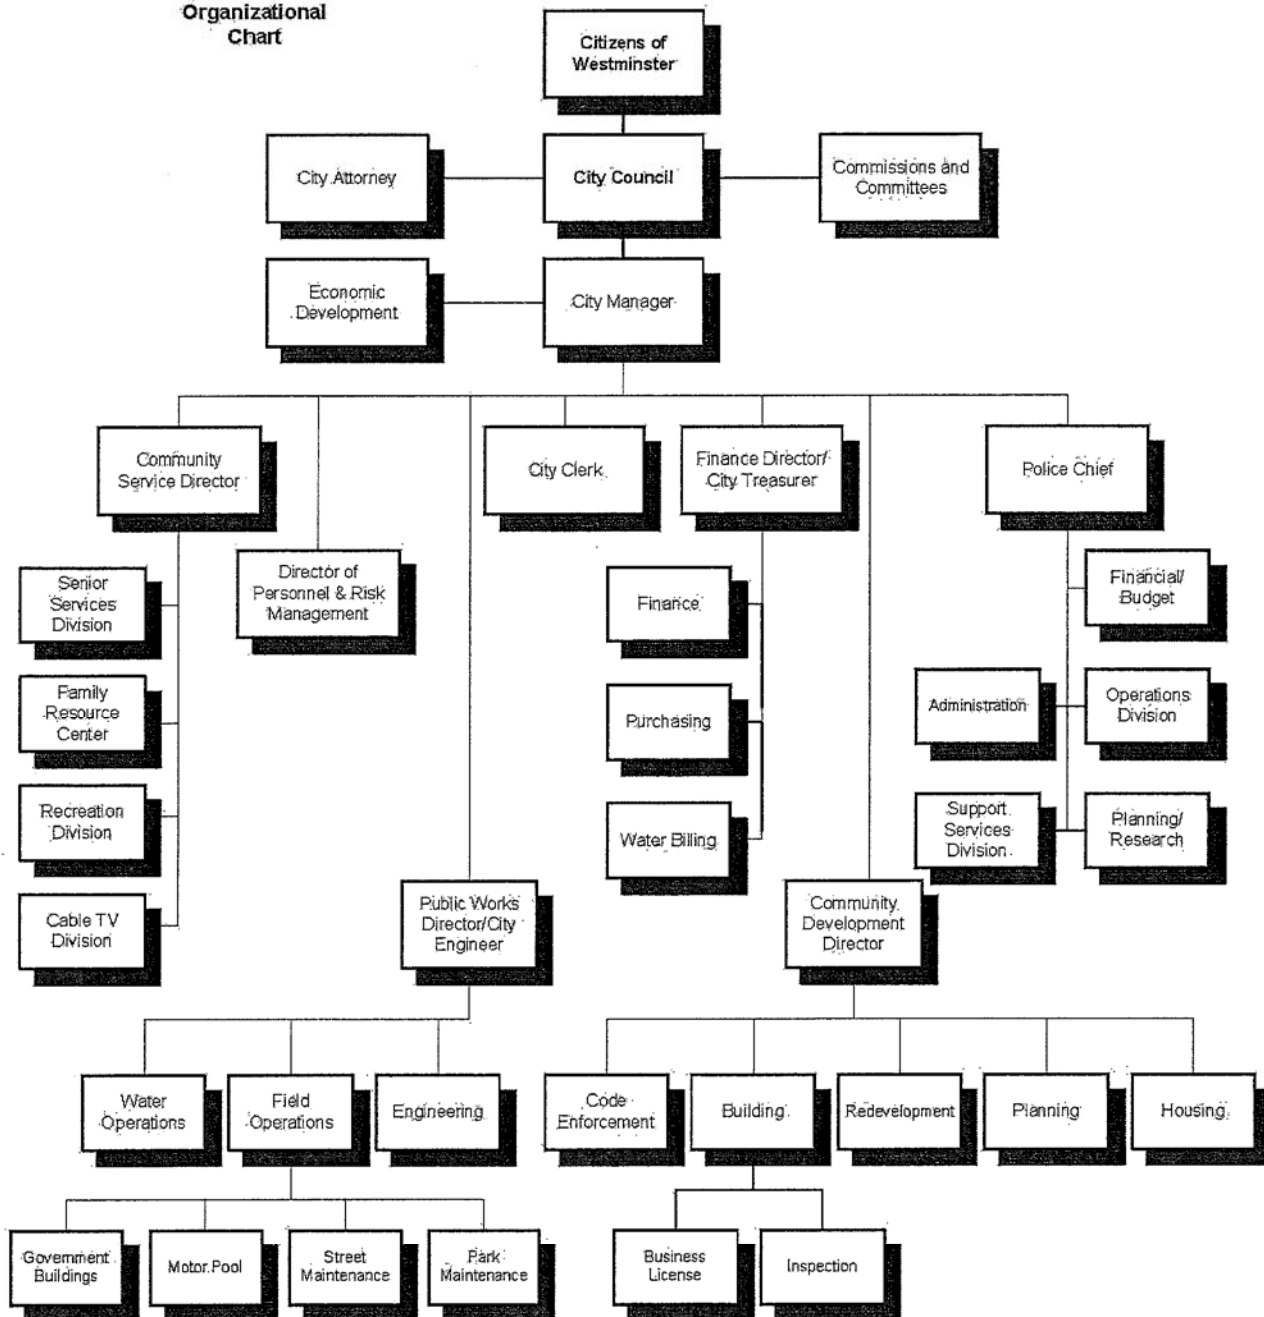 Organizational
Chart
Citizens of
Westminster
City Attorney
City Council
Commissions and
Committees
Economic
Development
City Manager
Community
Service Director
City Clerk
Finance Director/
City Treasurer
Police Chief
Senior
Services
Division
Director of
Personnel & Risk
Management
Finance
Financial/
Budget
Family
Resource
Center
Purchasing
Administration
Operations
Division
Recreation
Division
Water Billing
Support
Services
Division
Planning/
Research
Cable TV
Division
Public Works
Director/City
Engineer
Community
Development
Director
Water
Operations
Field
Operations
Engineering
Code
Enforcement
Building
Redevelopment
Planning
Housing
Government
Buildings
Motor Pool
Street
Maintenance
Park
Maintenance
Business
License
Inspection